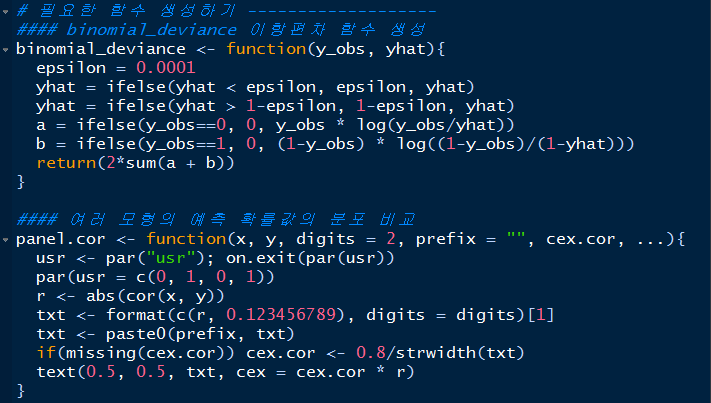 # 필요한 함수 생성하기 -------------------
#### binomial_deviance 이항편차 함수 생성
binomial_deviance <- function(y_obs, yhat){
  epsilon = 0.0001
  yhat = ifelse(yhat < epsilon, epsilon, yhat)
  yhat = ifelse(yhat > 1-epsilon, 1-epsilon, yhat)
  a = ifelse(y_obs==0, 0, y_obs * log(y_obs/yhat))
  b = ifelse(y_obs==1, 0, (1-y_obs) * log((1-y_obs)/(1-yhat)))
  return(2*sum(a + b))
}
#### 여러 모형의 예측 확률값의 분포 비교
panel.cor <- function(x, y, digits = 2, prefix = "", cex.cor, ...){
  usr <- par("usr"); on.exit(par(usr))
  par(usr = c(0, 1, 0, 1))
  r <- abs(cor(x, y))
  txt <- format(c(r, 0.123456789), digits = digits)[1]
  txt <- paste0(prefix, txt)
  if(missing(cex.cor)) cex.cor <- 0.8/strwidth(txt)
  text(0.5, 0.5, txt, cex = cex.cor * r)
}